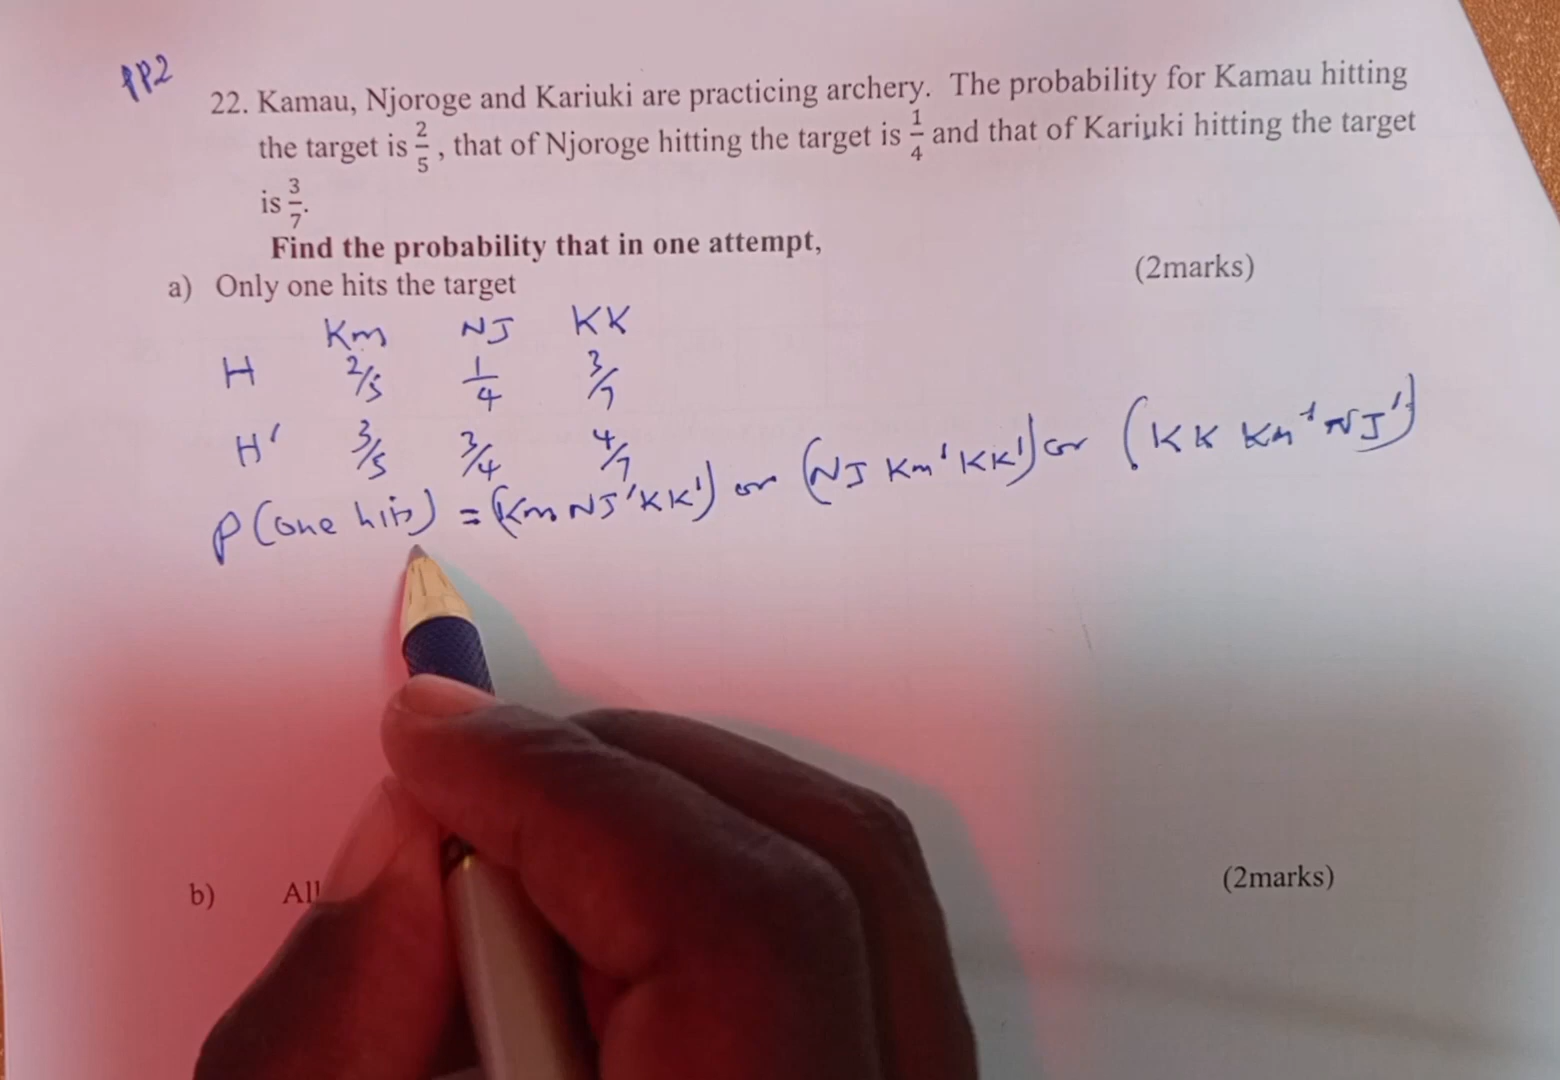 PP2
22. Kamau, Njoroge and Kariuki are practicing archery. The probability for Kamau hitting
the target is 2/5, that of Njoroge hitting the target is 1/4 and that of Kariuki hitting the target
is 3/7.
Find the probability that in one attempt,
a) Only one hits the target (2marks)
Km NJ KK
H 2/5 1/4 3/7
H' 3/5 3/4 4/7
P(one hits) = (Km NJ' KK') or (NJ Km' KK') or (KK Km' NJ')
b) All (2marks)